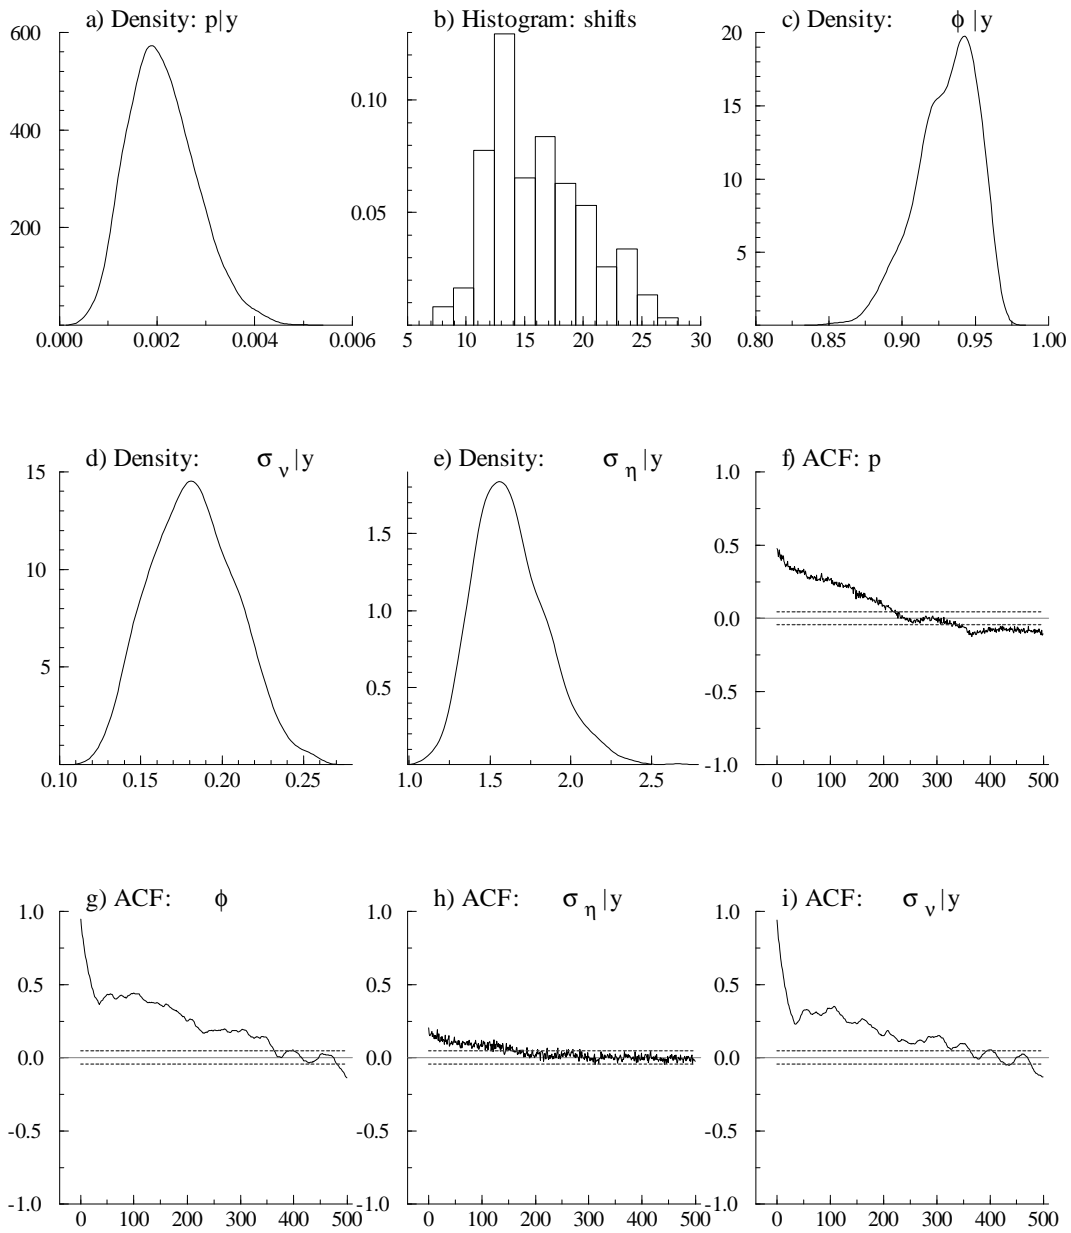 a) Density: p|y
600
400
200
0.000 0.002 0.004 0.006
b) Histogram: shifts
0.10
0.05
5 10 15 20 25 30
c) Density: ϕ |y
20
15
10
5
0.80 0.85 0.90 0.95 1.00
d) Density: σ ν |y
15
10
5
0.10 0.15 0.20 0.25
e) Density: σ η |y
1.5
1.0
0.5
1.0 1.5 2.0 2.5
f) ACF: p
1.0
0.5
0.0
-0.5
-1.0
0 100 200 300 400 500
g) ACF: ϕ
1.0
0.5
0.0
-0.5
-1.0
0 100 200 300 400 500
h) ACF: σ η |y
1.0
0.5
0.0
-0.5
-1.0
0 100 200 300 400 500
i) ACF: σ ν |y
1.0
0.5
0.0
-0.5
-1.0
0 100 200 300 400 500